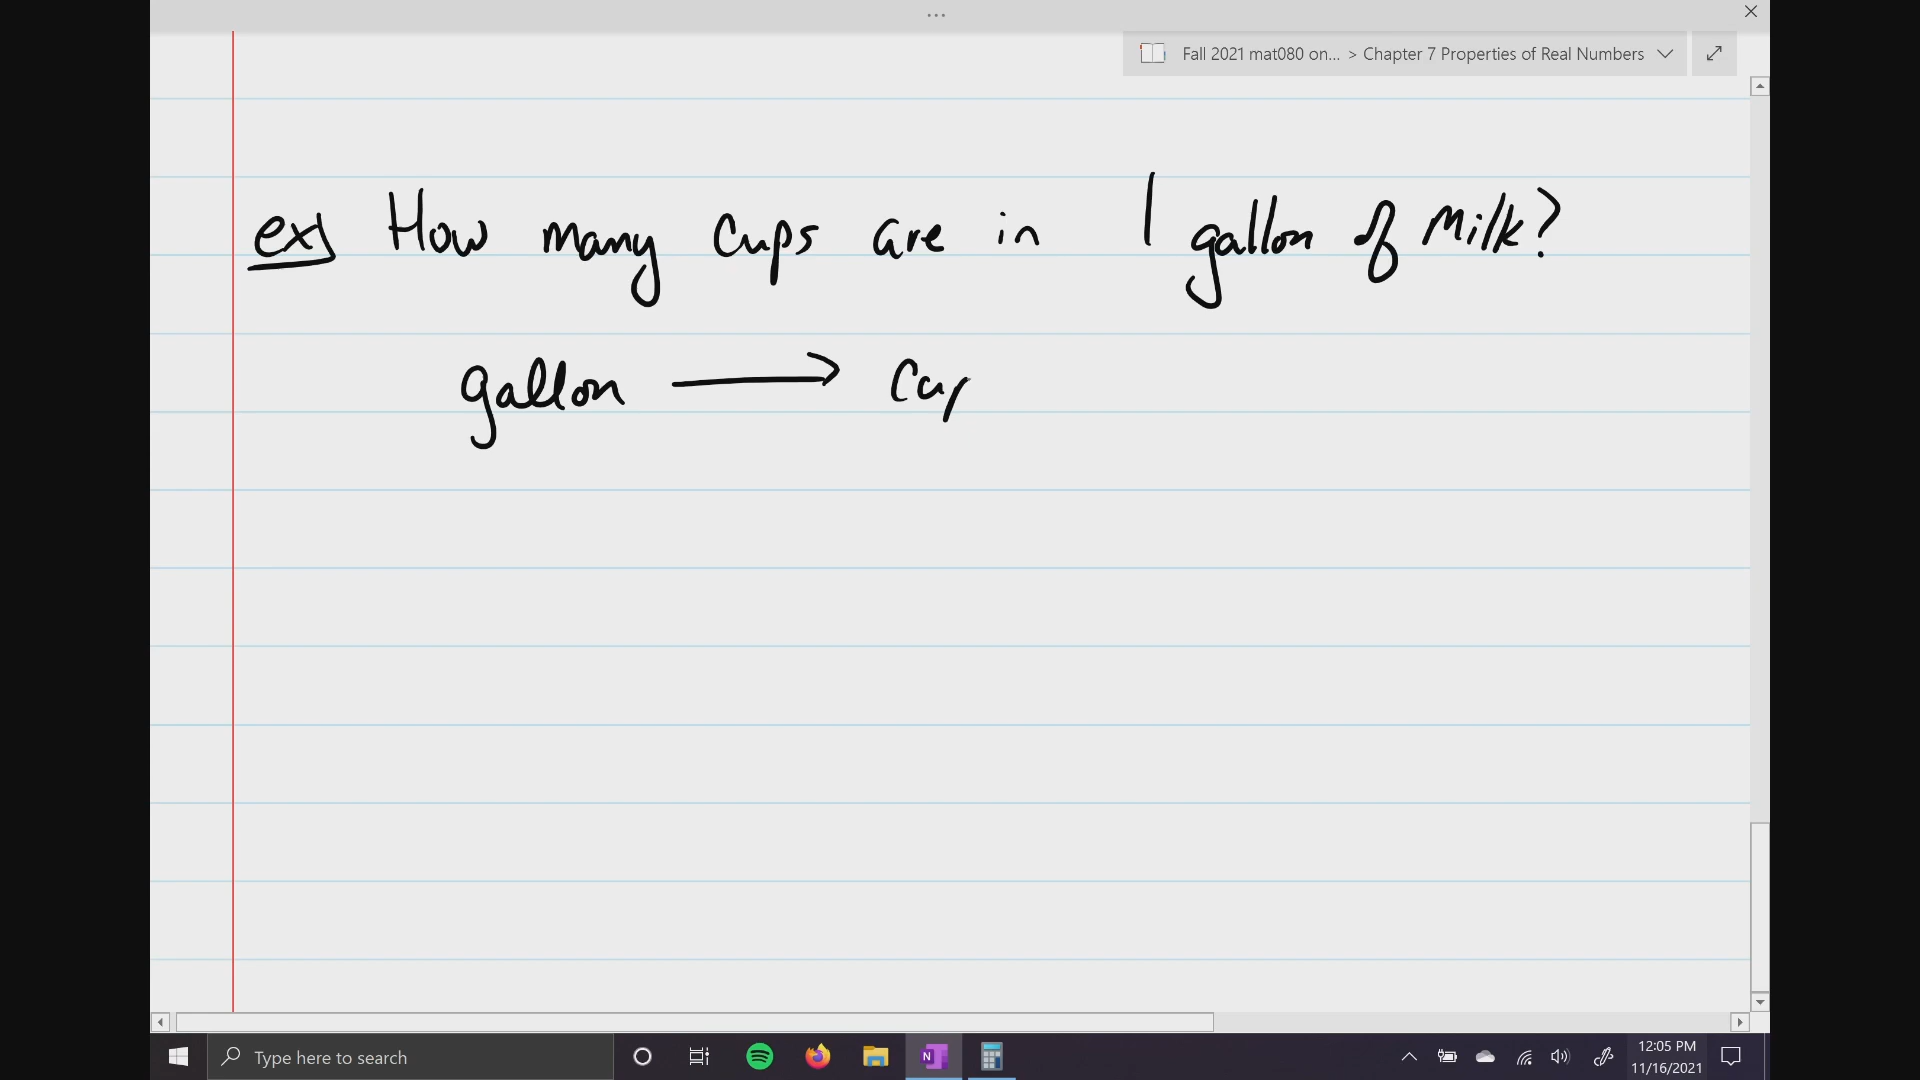 ...
Fall 2021 mat080 on... > Chapter 7 Properties of Real Numbers
ex) How many cups are in 1 gallon of Milk?
gallon → cup
Type here to search
12:05 PM
11/16/2021